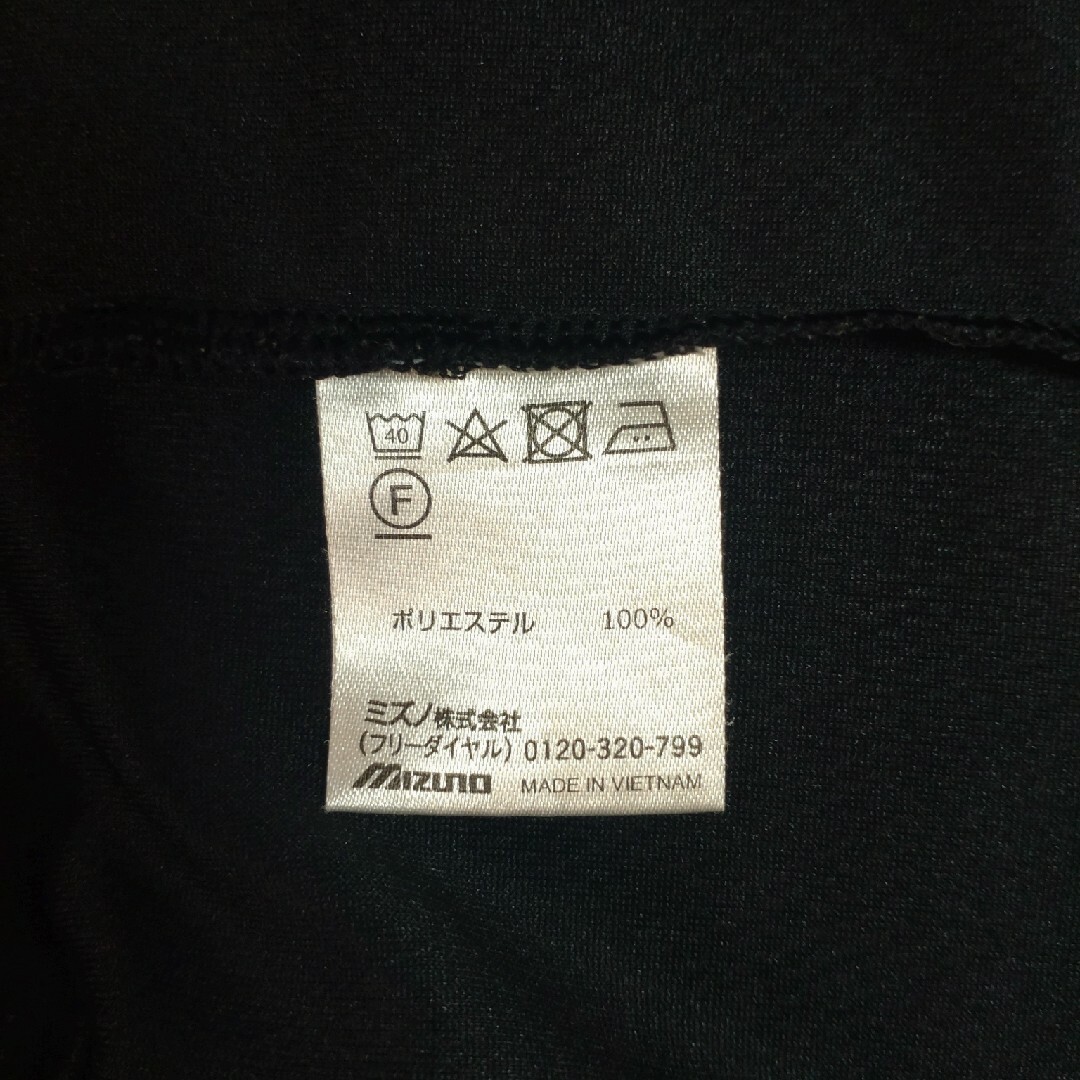 40
F
ポリエステル 100%
ミズノ株式会社
(フリーダイヤル) 0120-320-799
MIZUNO MADE IN VIETNAM